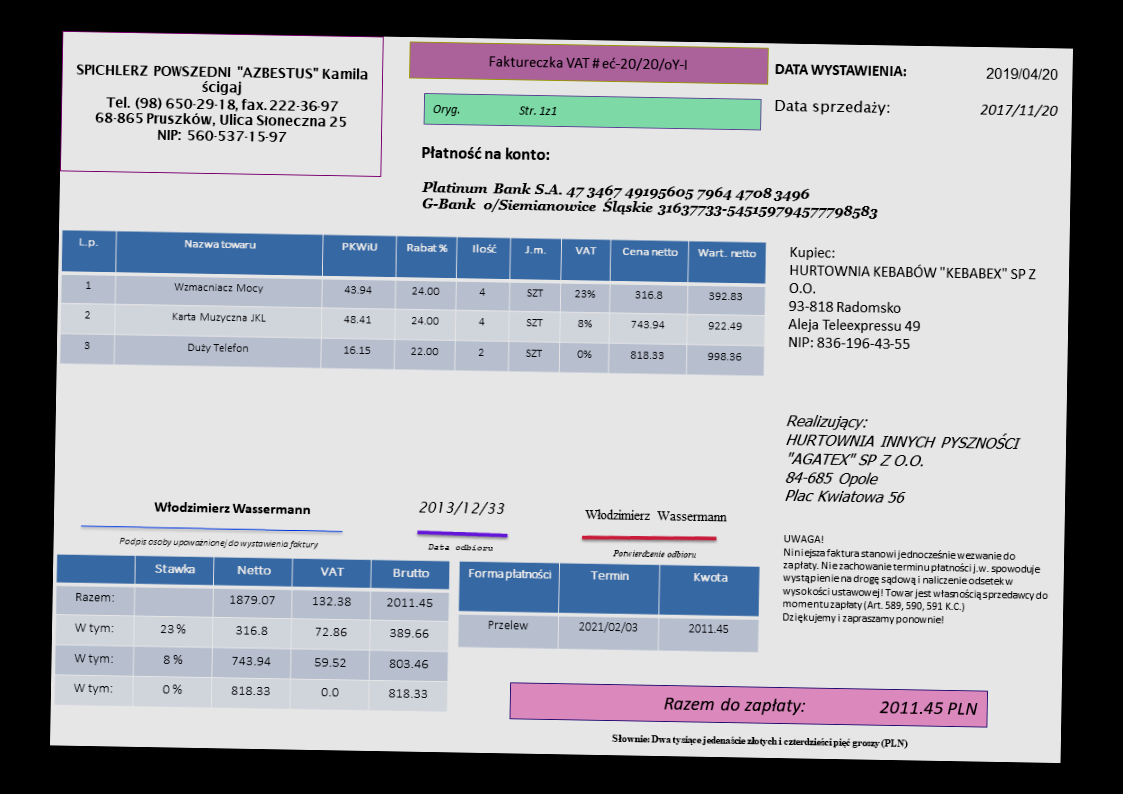 SPICHLERZ POWSZEDNI "AZBESTUS" Kamila
ścigaj
Tel. (98) 650-29-18, fax. 222-36-97
68-865 Pruszków, Ulica Słoneczna 25
NIP: 560-537-15-97
Faktureczka VAT # eć-20/20/oY-I
Oryg. Str. 1z1
DATA WYSTAWIENIA: 2019/04/20
Data sprzedaży: 2017/11/20
Płatność na konto:
Platinum Bank S.A. 47 3467 49195605 7964 4708 3496
G-Bank o/Siemianowice Śląskie 31637733-545159794577798583
L.p. Nazwa towaru PKWiU Rabat % Ilość J.m. VAT Cena netto Wart. netto
1 Wzmacniacz Mocy 43.94 24.00 4 SZT 23% 316.8 392.83
2 Karta Muzyczna JKL 48.41 24.00 4 SZT 8% 743.94 922.49
3 Duży Telefon 16.15 22.00 2 SZT 0% 818.33 998.36
Kupiec:
HURTOWNIA KEBABÓW "KEBABEX" SP Z
O.O.
93-818 Radomsko
Aleja Teleexpressu 49
NIP: 836-196-43-55
Realizujący:
HURTOWNIA INNYCH PYSZNOŚCI
"AGATEX" SP Z O.O.
84-685 Opole
Plac Kwiatowa 56
Włodzimierz Wassermann
Podpis osoby upoważnionej do wystawienia faktury
2013/12/33
Data odbioru
Włodzimierz Wassermann
Potwierdzenie odbioru
UWAGA!
Niniejsza faktura stanowi jednocześnie wezwanie do
zapłaty. Nie zachowanie terminu płatności j.w. spowoduje
wystąpienie na drogę sądową i naliczenie odsetek w
wysokości ustawowej! Towar jest własnością sprzedawcy do
momentu zapłaty (Art. 589, 590, 591 K.C.)
Dziękujemy i zapraszamy ponownie!
Stawka Netto VAT Brutto
Razem: 1879.07 132.38 2011.45
W tym: 23 % 316.8 72.86 389.66
W tym: 8 % 743.94 59.52 803.46
W tym: 0 % 818.33 0.0 818.33
Forma płatności Termin Kwota
Przelew 2021/02/03 2011.45
Razem do zapłaty: 2011.45 PLN
Słownie: Dwa tysiące jedenaście złotych i czterdzieści pięć groszy (PLN)